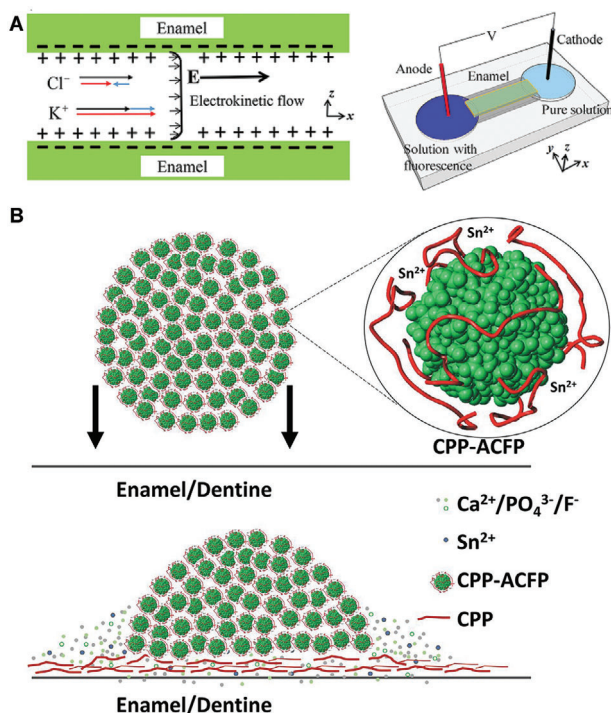 A
Enamel
Cl⁻
K⁺
E
Electrokinetic flow
z
x
Enamel
V
Cathode
Anode
Enamel
Pure solution
Solution with
fluorescence
y
z
x
B
Sn²⁺
Sn²⁺
Sn²⁺
CPP-ACFP
Enamel/Dentine
Ca²⁺/PO₄³⁻/F⁻
Sn²⁺
CPP-ACFP
CPP
Enamel/Dentine